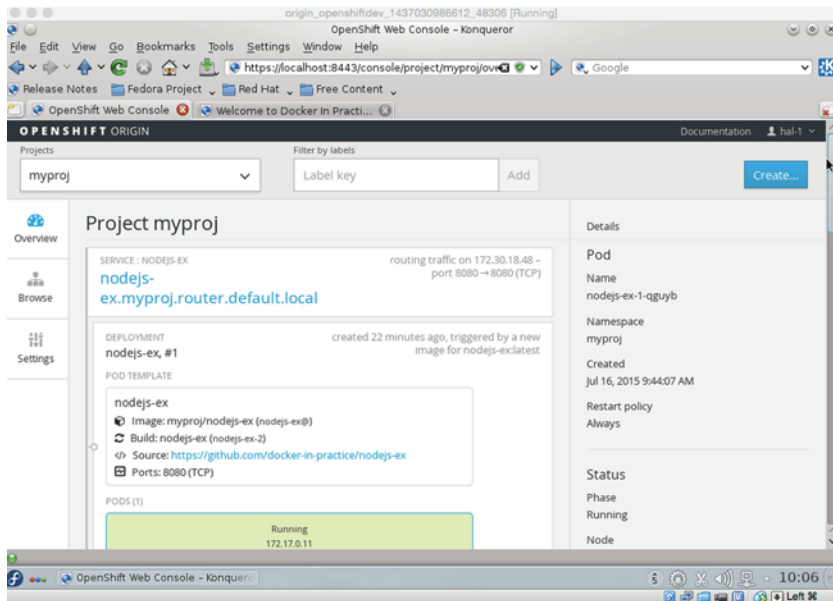 origin_openshiftdev_1437030986612_48306 [Running]
OpenShift Web Console – Konqueror
File Edit View Go Bookmarks Tools Settings Window Help
https://localhost:8443/console/project/myproj/ove
Google
Release Notes Fedora Project Red Hat Free Content
OpenShift Web Console Welcome to Docker In Practi...
OPENSHIFT ORIGIN
Documentation hal-1
Projects
Filter by labels
myproj
Label key
Add
Create...
Overview
Browse
Settings
Project myproj
SERVICE : NODEJS-EX
nodejs-
ex.myproj.router.default.local
routing traffic on 172.30.18.48 –
port 8080 → 8080 (TCP)
DEPLOYMENT
nodejs-ex, #1
created 22 minutes ago, triggered by a new
image for nodejs-ex:latest
POD TEMPLATE
nodejs-ex
Image: myproj/nodejs-ex (nodejs-ex@)
Build: nodejs-ex (nodejs-ex-2)
Source: https://github.com/docker-in-practice/nodejs-ex
Ports: 8080 (TCP)
PODS (1)
Running
172.17.0.11
Details
Pod
Name
nodejs-ex-1-qguyb
Namespace
myproj
Created
Jul 16, 2015 9:44:07 AM
Restart policy
Always
Status
Phase
Running
Node
OpenShift Web Console – Konquero
10:06
Left ⌘